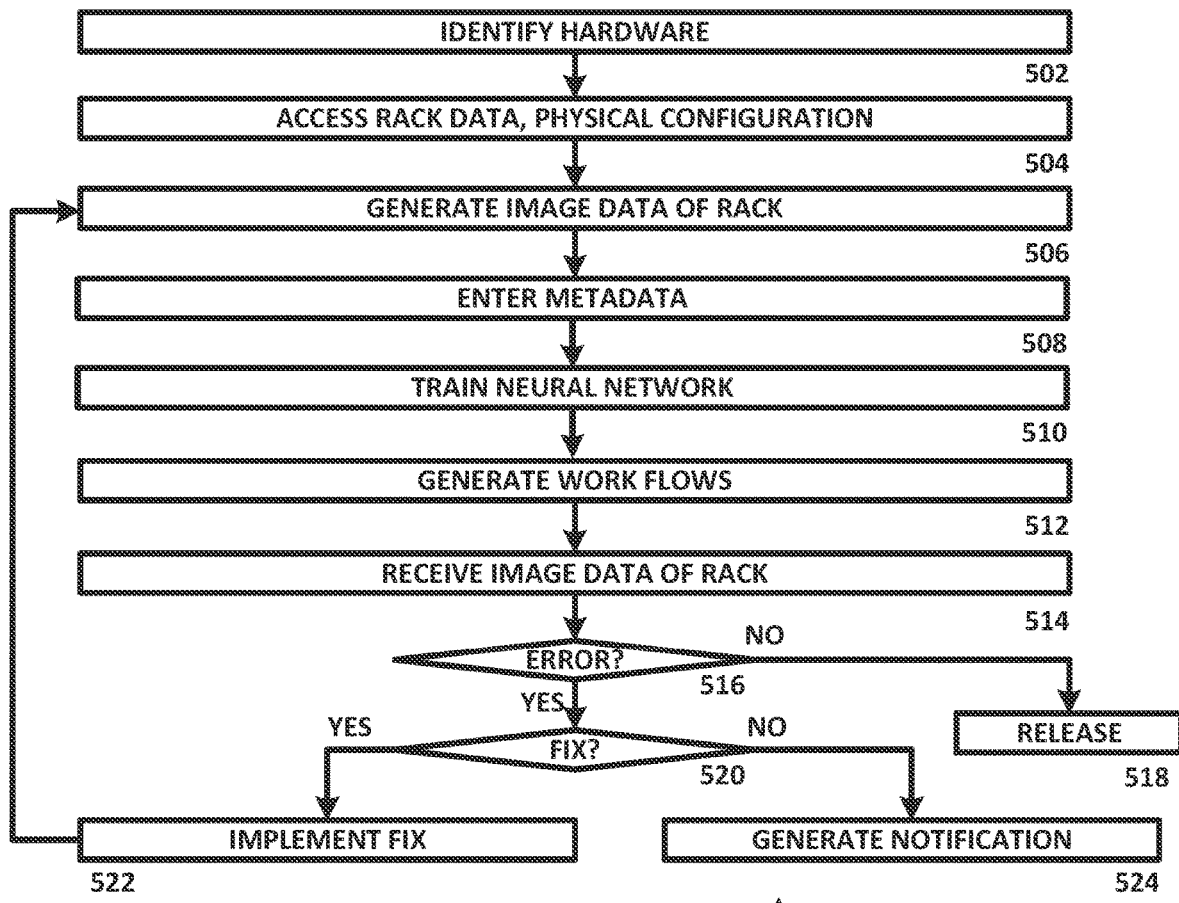 IDENTIFY HARDWARE
502
ACCESS RACK DATA, PHYSICAL CONFIGURATION
504
GENERATE IMAGE DATA OF RACK
506
ENTER METADATA
508
TRAIN NEURAL NETWORK
510
GENERATE WORK FLOWS
512
RECEIVE IMAGE DATA OF RACK
514
NO
ERROR?
516
YES
RELEASE
518
YES
NO
FIX?
520
IMPLEMENT FIX
GENERATE NOTIFICATION
522
524